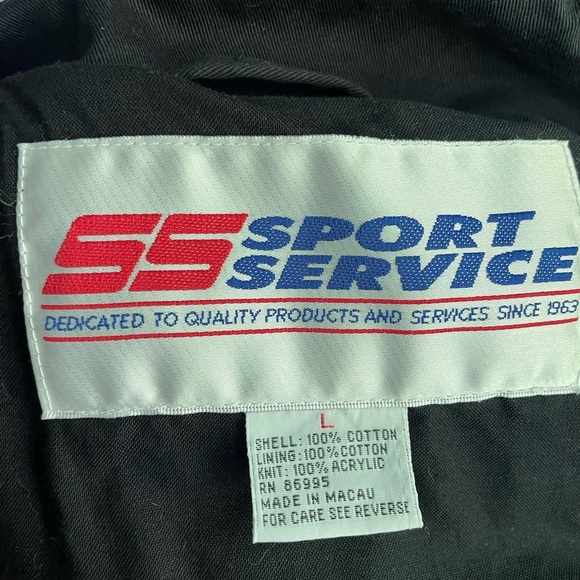 SS SPORT
SERVICE
DEDICATED TO QUALITY PRODUCTS AND SERVICES SINCE 1963
L
SHELL: 100% COTTON
LINING: 100% COTTON
KNIT: 100% ACRYLIC
RN 86995
MADE IN MACAU
FOR CARE SEE REVERSE